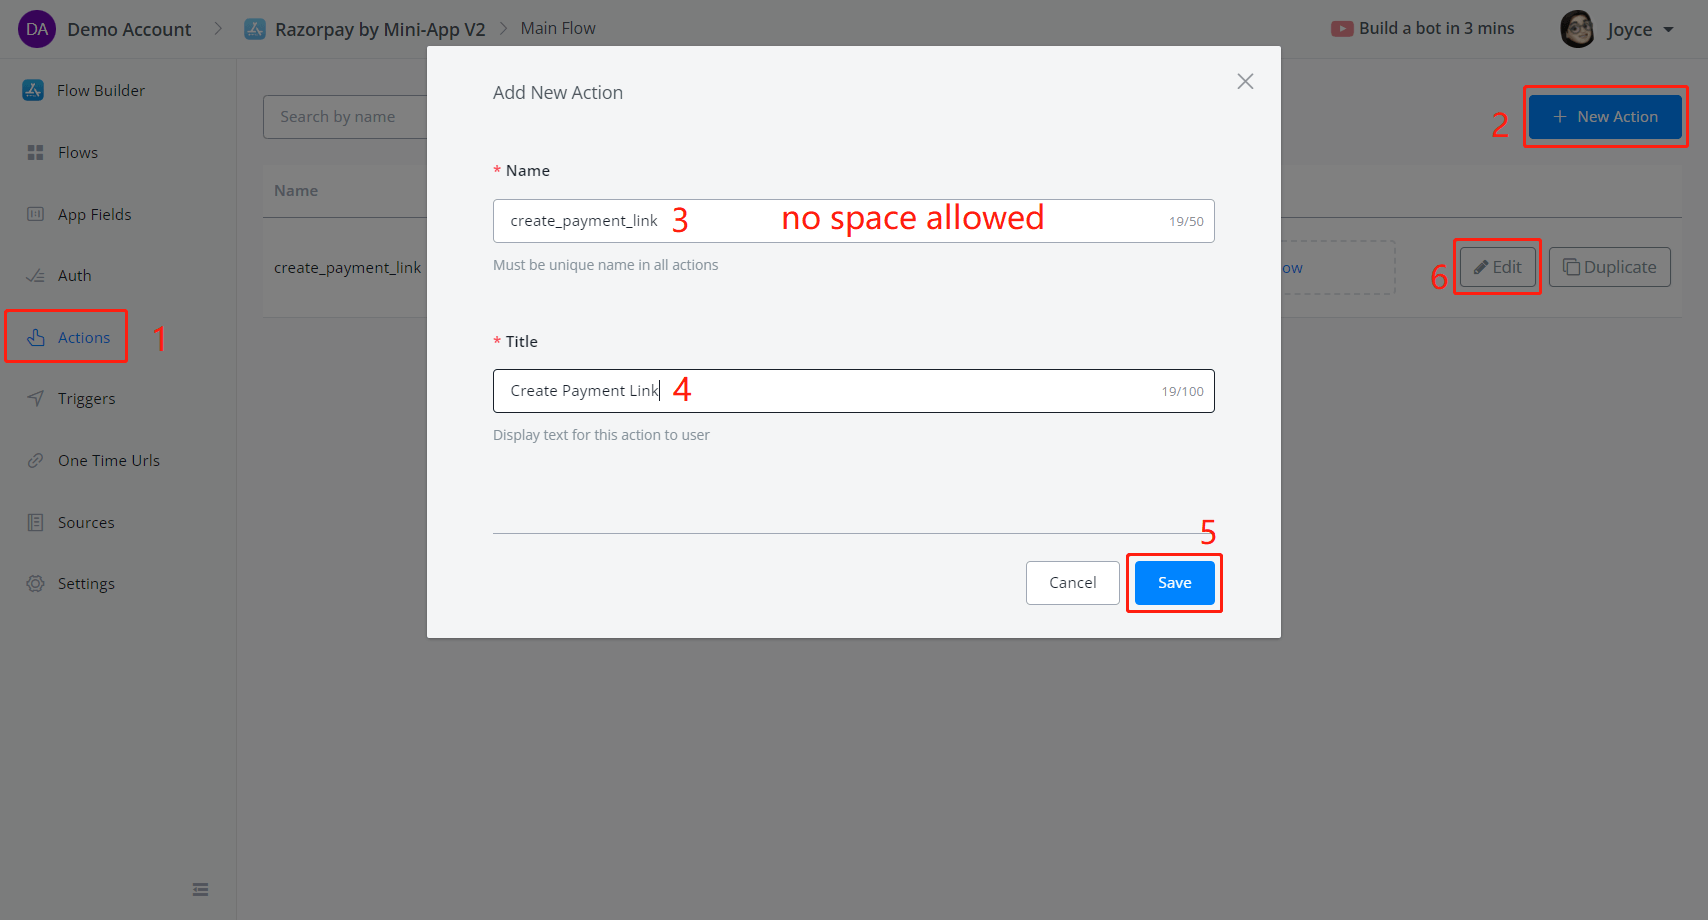 DA Demo Account > Razorpay by Mini-App V2 > Main Flow Build a bot in 3 mins Joyce
Flow Builder
Flows
App Fields
Auth
Actions 1
Triggers
One Time Urls
Sources
Settings
Search by name
2 + New Action
Name
create_payment_link
ow
6 Edit Duplicate
Add New Action
* Name
create_payment_link 3 no space allowed 19/50
Must be unique name in all actions
* Title
Create Payment Link 4 19/100
Display text for this action to user
5
Cancel Save